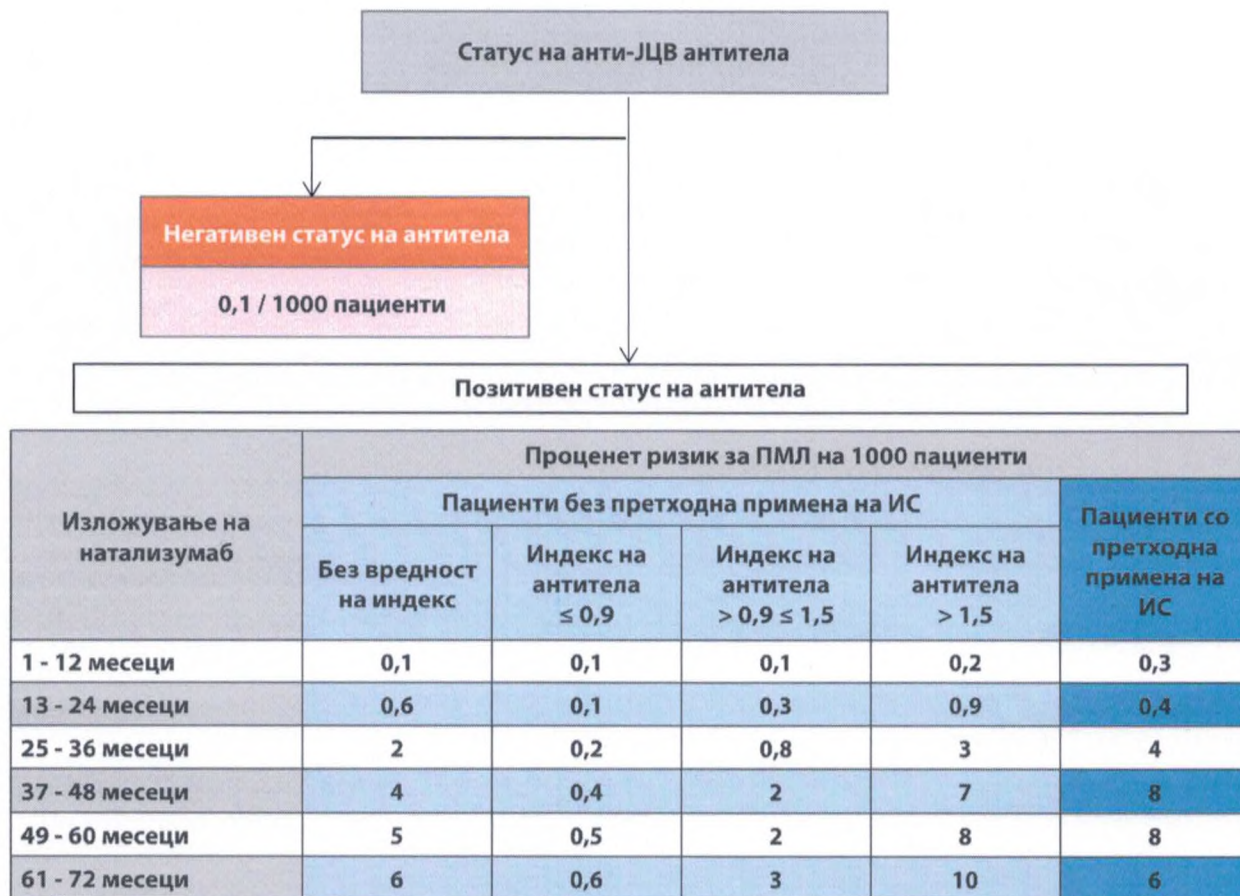 Статус на анти-ЈЦВ антитела
Негативен статус на антитела
0,1 / 1000 пациенти
Позитивен статус на антитела
Изложување на
натализумаб
Проценет ризик за ПМЛ на 1000 пациенти
Пациенти без претходна примена на ИС
Пациенти со
претходна
примена на
ИС
Без вредност
на индекс
Индекс на
антитела
≤ 0,9
Индекс на
антитела
> 0,9 ≤ 1,5
Индекс на
антитела
> 1,5
1 - 12 месеци 0,1 0,1 0,1 0,2 0,3
13 - 24 месеци 0,6 0,1 0,3 0,9 0,4
25 - 36 месеци 2 0,2 0,8 3 4
37 - 48 месеци 4 0,4 2 7 8
49 - 60 месеци 5 0,5 2 8 8
61 - 72 месеци 6 0,6 3 10 6